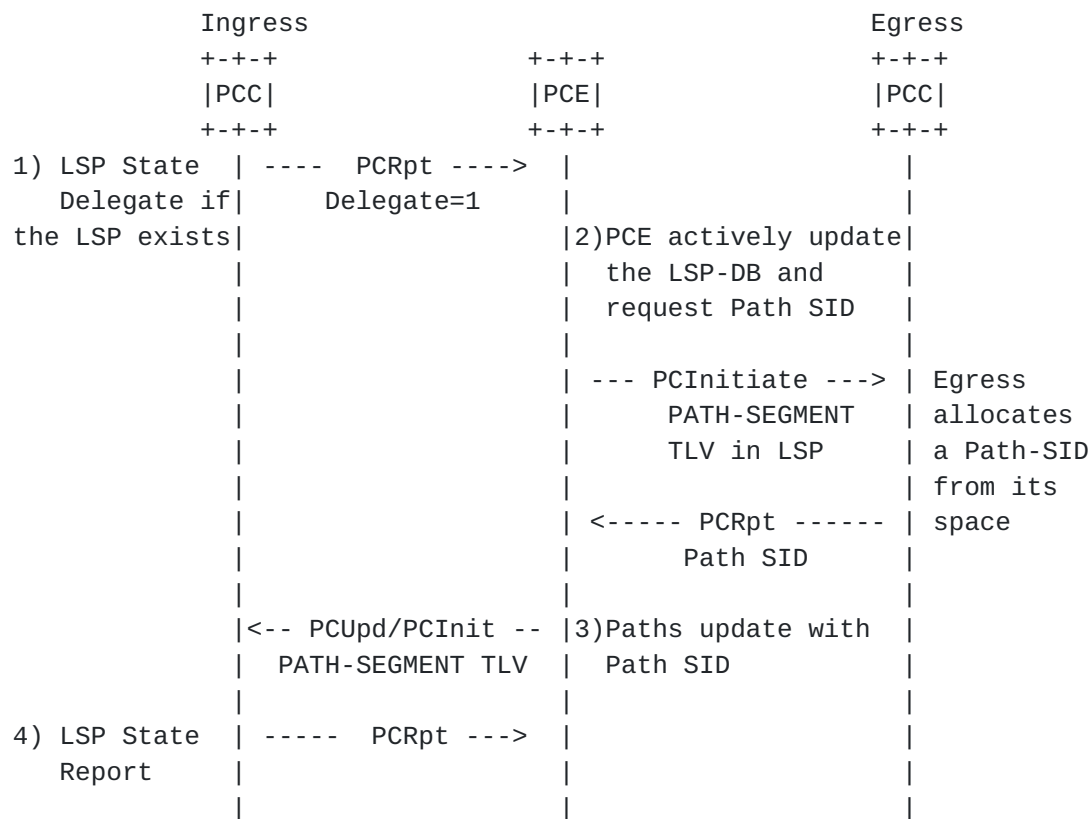 Ingress                                     Egress
            +-+-+                 +-+-+                 +-+-+
            |PCC|                 |PCE|                 |PCC|
            +-+-+                 +-+-+                 +-+-+
1) LSP State  | ----  PCRpt ---->   |                      |
   Delegate if|     Delegate=1      |                      |
the LSP exists|                     |2)PCE actively update|
              |                     |  the LSP-DB and      |
              |                     |  request Path SID    |
              |                     |                      |
              |                     | --- PCInitiate ---> | Egress
              |                     |      PATH-SEGMENT    | allocates
              |                     |      TLV in LSP      | a Path-SID
              |                     |                      | from its
              |                     | <----- PCRpt ------ | space
              |                     |       Path SID       |
              |                     |                      |
              |<-- PCUpd/PCInit -- |3)Paths update with   |
              |  PATH-SEGMENT TLV  |  Path SID            |
              |                     |                      |
4) LSP State  | -----  PCRpt --->   |                      |
   Report     |                     |                      |
              |                     |                      |